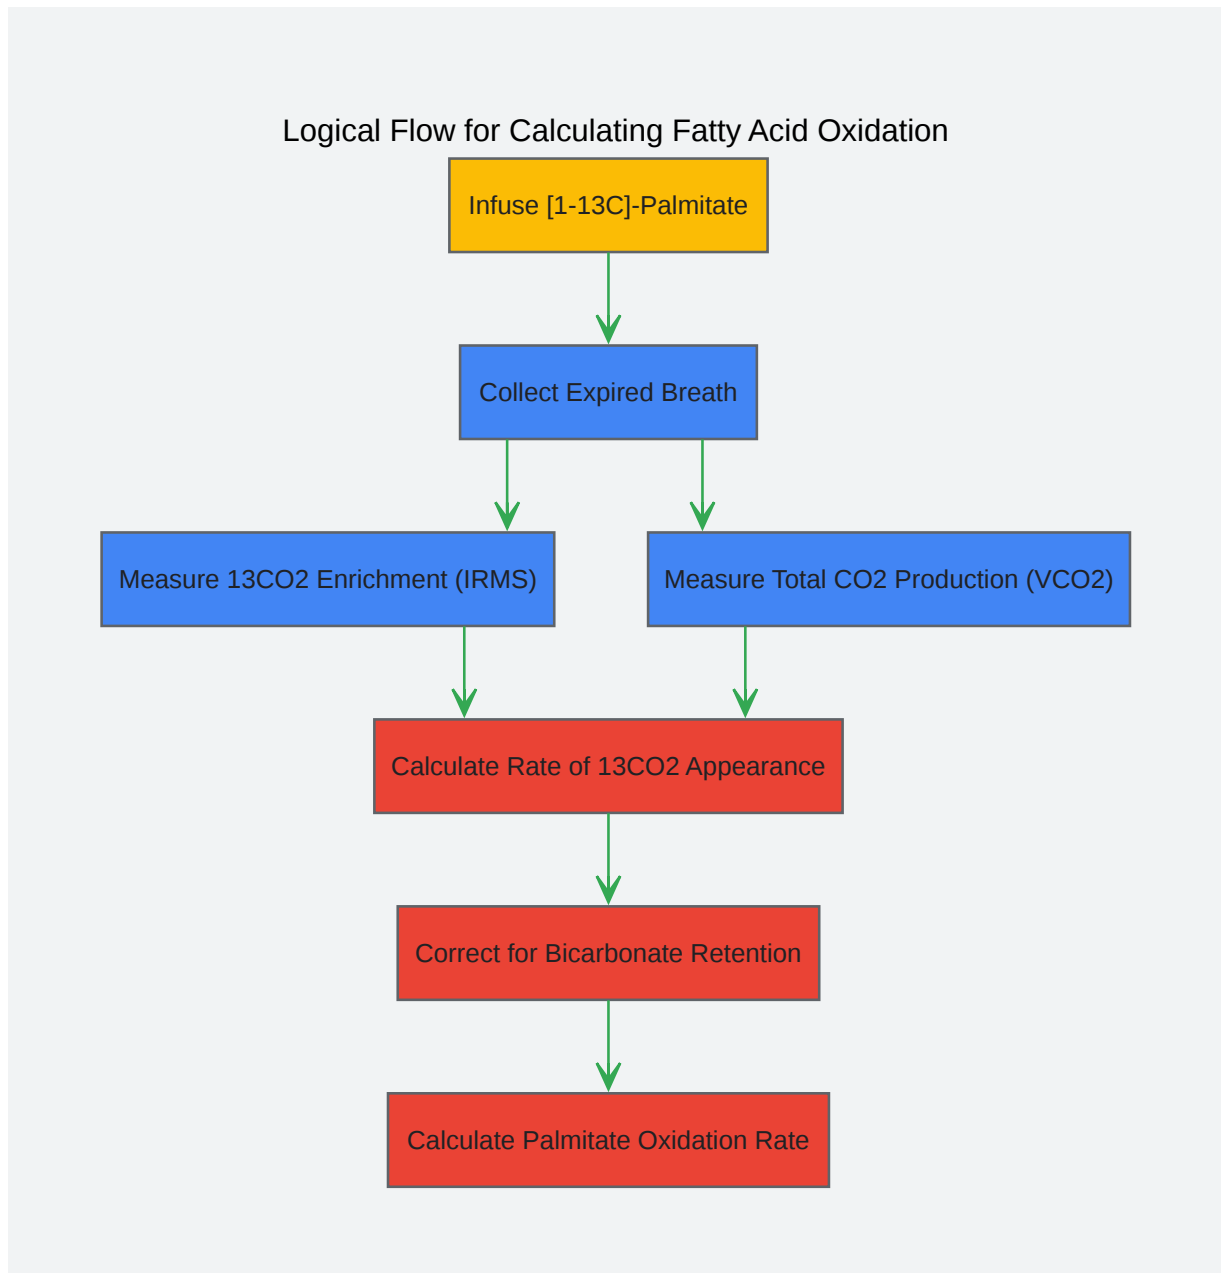 Logical Flow for Calculating Fatty Acid Oxidation
Infuse [1-13C]-Palmitate
Collect Expired Breath
Measure 13CO2 Enrichment (IRMS)
Measure Total CO2 Production (VCO2)
Calculate Rate of 13CO2 Appearance
Correct for Bicarbonate Retention
Calculate Palmitate Oxidation Rate